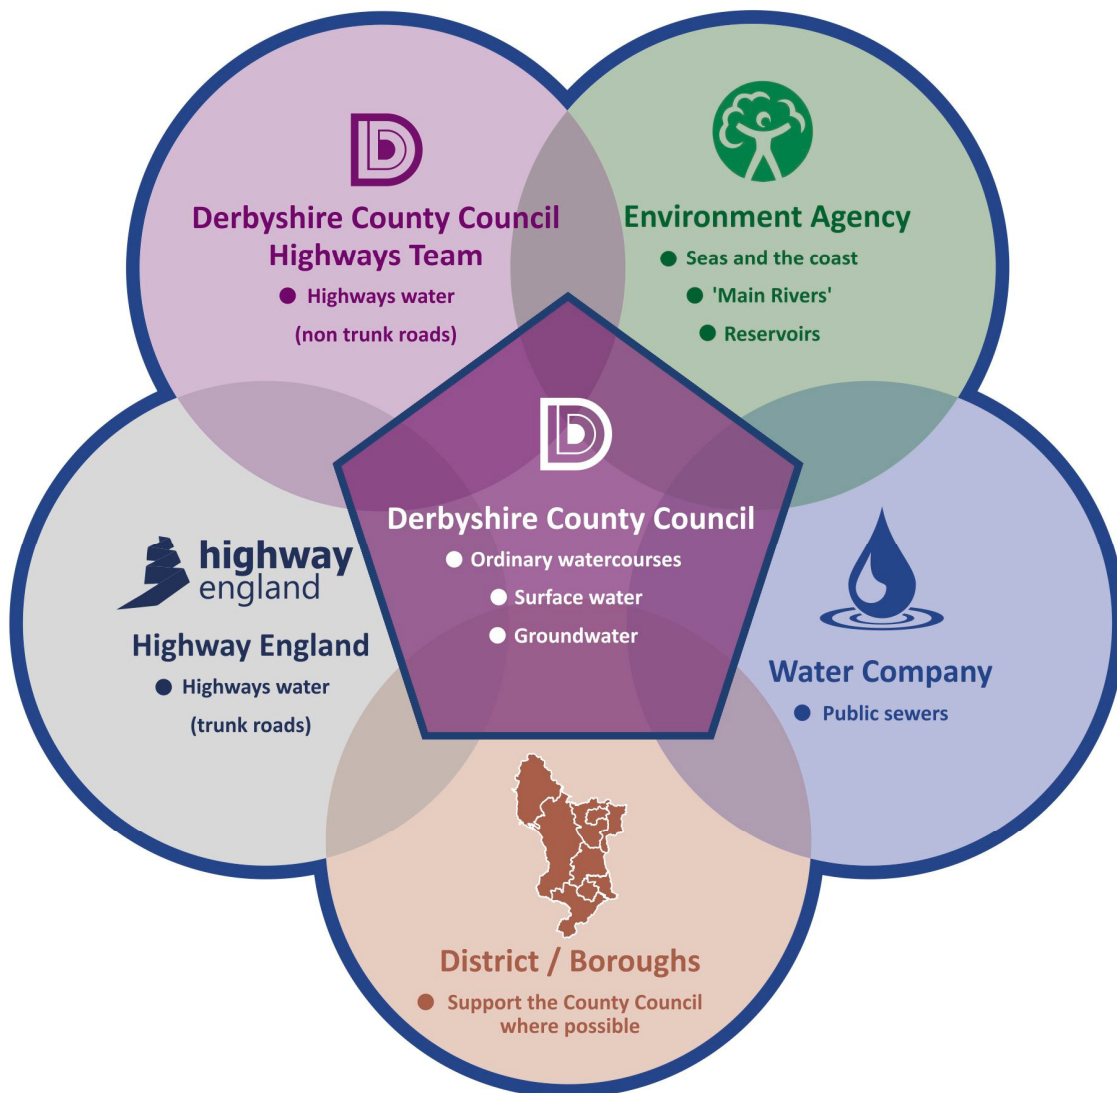 Derbyshire County Council
Highways Team
● Highways water
(non trunk roads)
Environment Agency
● Seas and the coast
● 'Main Rivers'
● Reservoirs
Derbyshire County Council
● Ordinary watercourses
● Surface water
● Groundwater
highway
england
Highway England
● Highways water
(trunk roads)
Water Company
● Public sewers
District / Boroughs
● Support the County Council
where possible